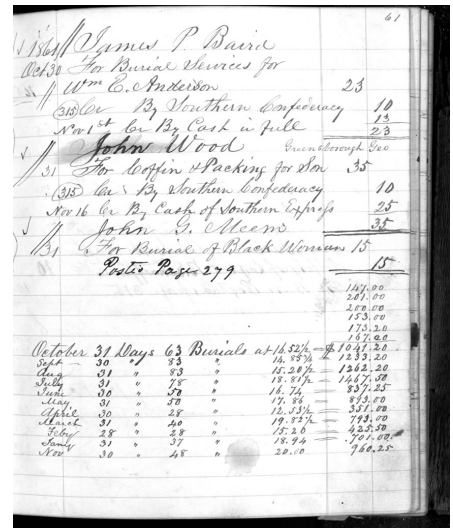 61
1861 // James P. Baird
Oct 30 For Burial Services for
// Wm E. Anderson 23
(315) Cr By Southern Confederacy 10
Nov 1st Cr By Cash in full 13
23
// John Wood Greensborough Geo
31 For Coffin & Packing for Son 35
(315) Cr By Southern Confederacy 10
Nov 16 Cr By Cash of Southern Express 25
35
// John G. Meem
31 For Burial of Black Woman 15
Posted Page 279 15
147.00
201.00
200.00
153.00
173.20
167.00
October 31 Days 63 Burials at 16.52½ = $1041.20
Sept 30 " 83 " 14.85¾ = 1233.20
Aug 31 " 83 " 15.20½ = 1262.20
July 31 " 78 " 18.81½ = 1467.50
June 30 " 50 " 16.74 = 837.25
May 31 " 50 " 17.86 = 893.00
April 30 " 28 " 12.53½ = 351.00
March 31 " 40 " 19.82½ = 793.00
Feby 28 " 28 " 15.20 = 425.50
Jany 31 " 37 " 18.94 = 701.00
Nov 30 " 48 " 20.00 960.25